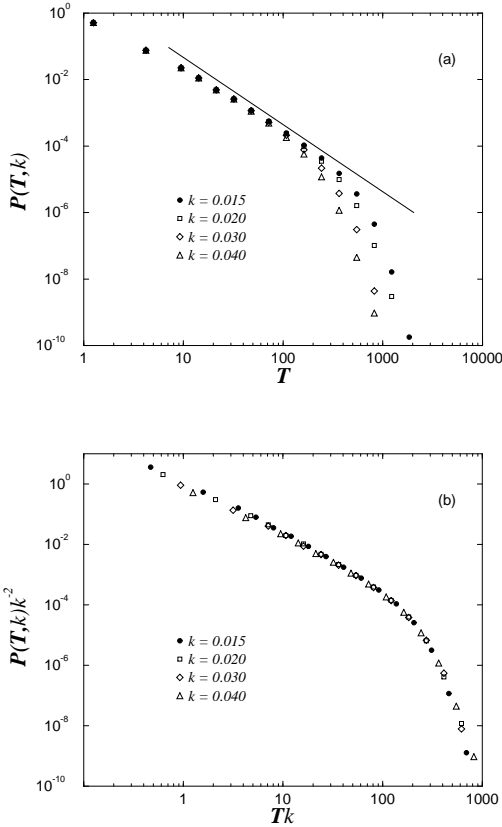 10^0
(a)
10^-2
10^-4
P(T,k)
k = 0.015
10^-6
k = 0.020
k = 0.030
k = 0.040
10^-8
10^-10
1 10 100 1000 10000
T
10^0
(b)
10^-2
10^-4
P(T,k)k^-2
k = 0.015
10^-6
k = 0.020
k = 0.030
k = 0.040
10^-8
10^-10
1 10 100 1000
Tk